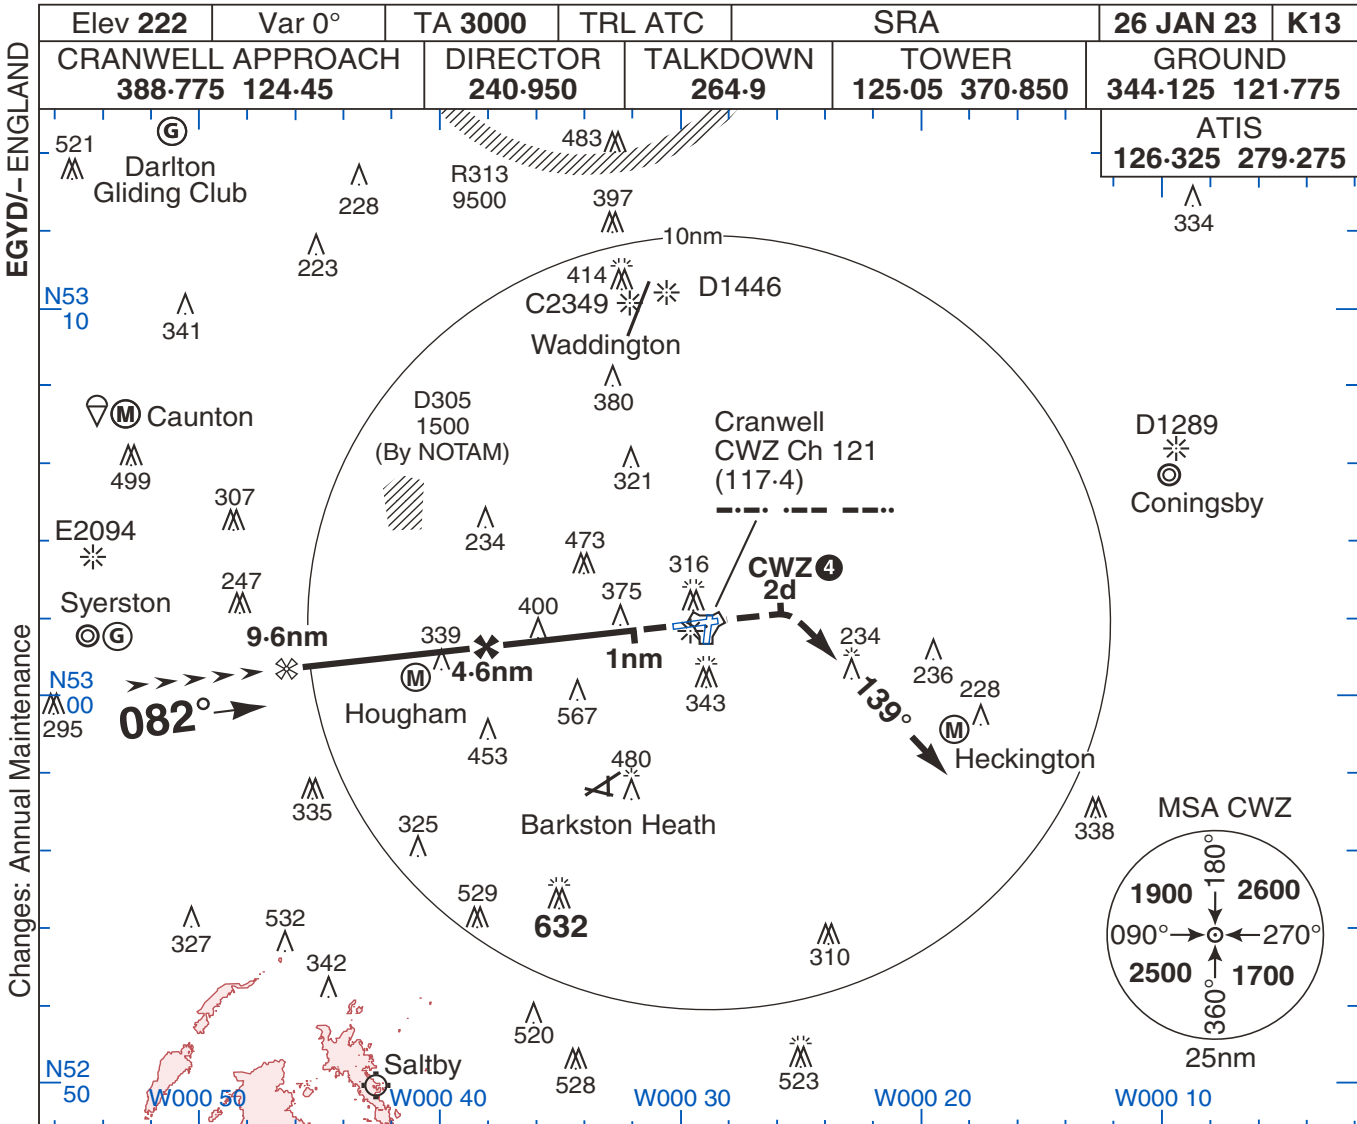 Elev 222
Var 0°
TA 3000
TRL ATC
SRA
26 JAN 23
K13
CRANWELL APPROACH
388·775 124·45
DIRECTOR
240·950
TALKDOWN
264·9
TOWER
125·05 370·850
GROUND
344·125 121·775
ATIS
126·325 279·275
EGYD/– ENGLAND
Changes: Annual Maintenance
521
G
Darlton
Gliding Club
228
223
341
R313
9500
483
397
10nm
334
414
C2349
D1446
Waddington
380
N53
10
M
Caunton
499
D305
1500
(By NOTAM)
321
Cranwell
CWZ Ch 121
(117·4)
D1289
Coningsby
307
234
E2094
473
316
CWZ 4
2d
247
375
400
Syerston
G
9·6nm
339
4·6nm
1nm
234
236
N53
00
295
082°
M
Hougham
567
343
139°
228
M
Heckington
453
480
Barkston Heath
335
325
338
MSA CWZ
180°
1900
2600
090°
270°
2500
1700
360°
25nm
529
632
327
532
342
310
520
528
523
Saltby
N52
50
W000 50
W000 40
W000 30
W000 20
W000 10